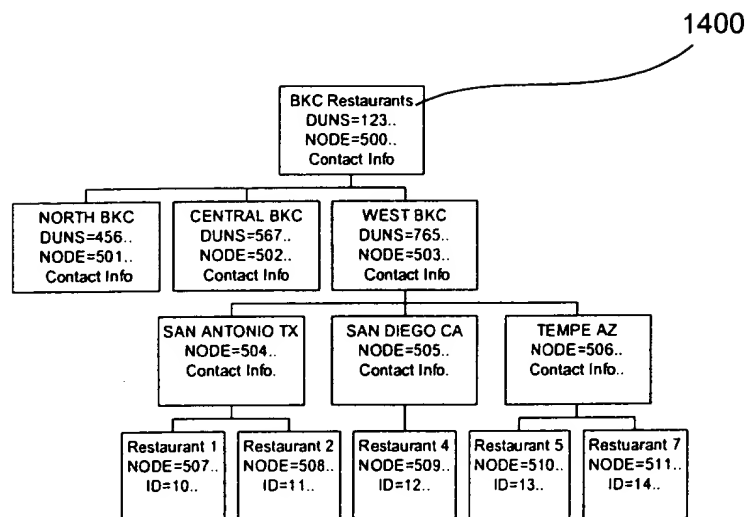 1400
BKC Restaurants
DUNS=123..
NODE=500..
Contact Info
NORTH BKC
DUNS=456..
NODE=501..
Contact Info
CENTRAL BKC
DUNS=567..
NODE=502..
Contact Info
WEST BKC
DUNS=765..
NODE=503..
Contact Info
SAN ANTONIO TX
NODE=504..
Contact Info.
SAN DIEGO CA
NODE=505..
Contact Info.
TEMPE AZ
NODE=506..
Contact Info..
Restaurant 1
NODE=507..
ID=10..
Restaurant 2
NODE=508..
ID=11..
Restaurant 4
NODE=509..
ID=12..
Restaurant 5
NODE=510..
ID=13..
Restuarant 7
NODE=511..
ID=14..